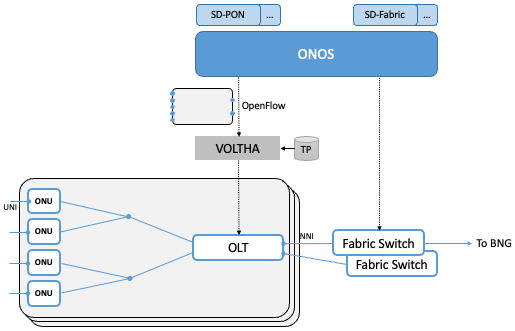 SD-PON
...
SD-Fabric
...
ONOS
OpenFlow
VOLTHA
TP
UNI
ONU
ONU
ONU
ONU
OLT
NNI
Fabric Switch
Fabric Switch
To BNG